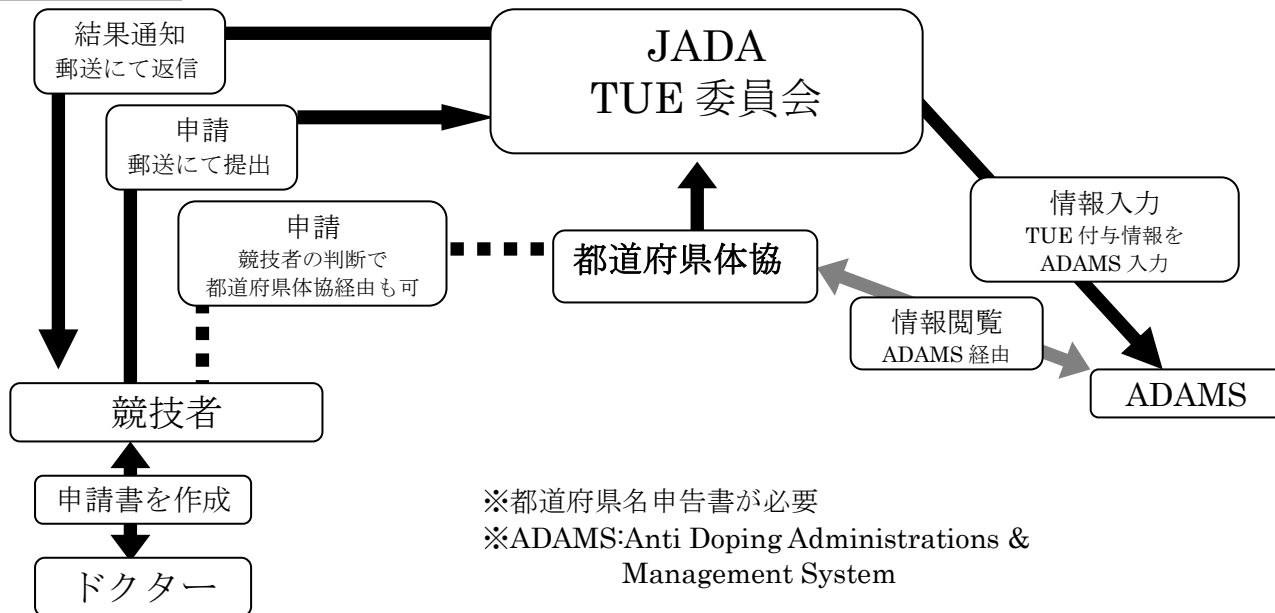 結果通知
郵送にて返信
JADA
TUE 委員会
申請
郵送にて提出
申請
競技者の判断で
都道府県体協経由も可
都道府県体協
情報入力
TUE 付与情報を
ADAMS 入力
情報閲覧
ADAMS 経由
ADAMS
競技者
申請書を作成
ドクター
※都道府県名申告書が必要
※ADAMS:Anti Doping Administrations &
Management System